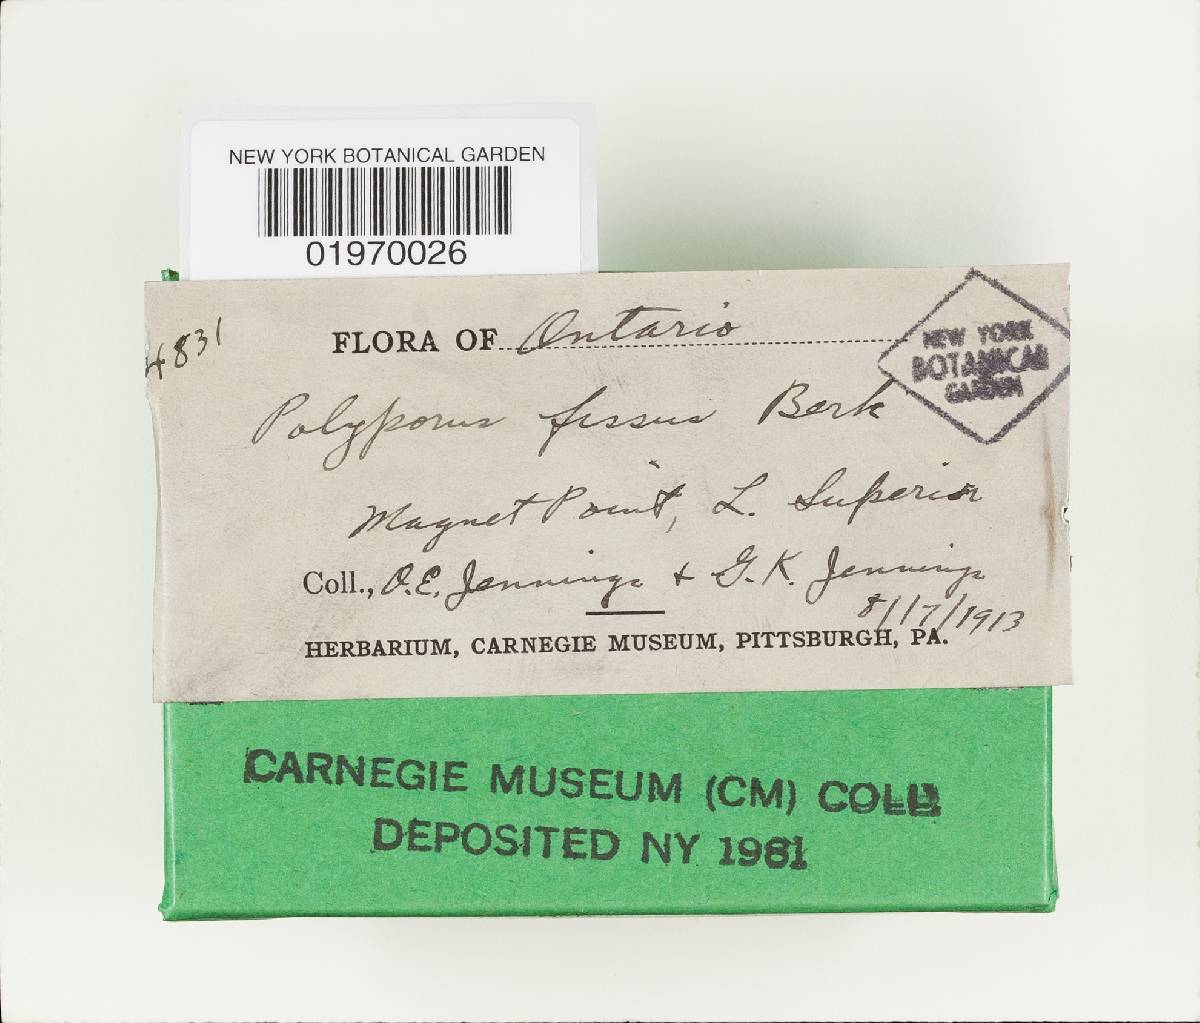 NEW YORK BOTANICAL GARDEN
01970026
4831
FLORA OF Ontario
NEW YORK
BOTANICAL
GARDEN
Polyporus fissus Berk
Magnet Point, L. Superior
Coll., O.E. Jennings + G.K. Jennings
8/17/1913
HERBARIUM, CARNEGIE MUSEUM, PITTSBURGH, PA.
CARNEGIE MUSEUM (CM) COLL
DEPOSITED NY 1981